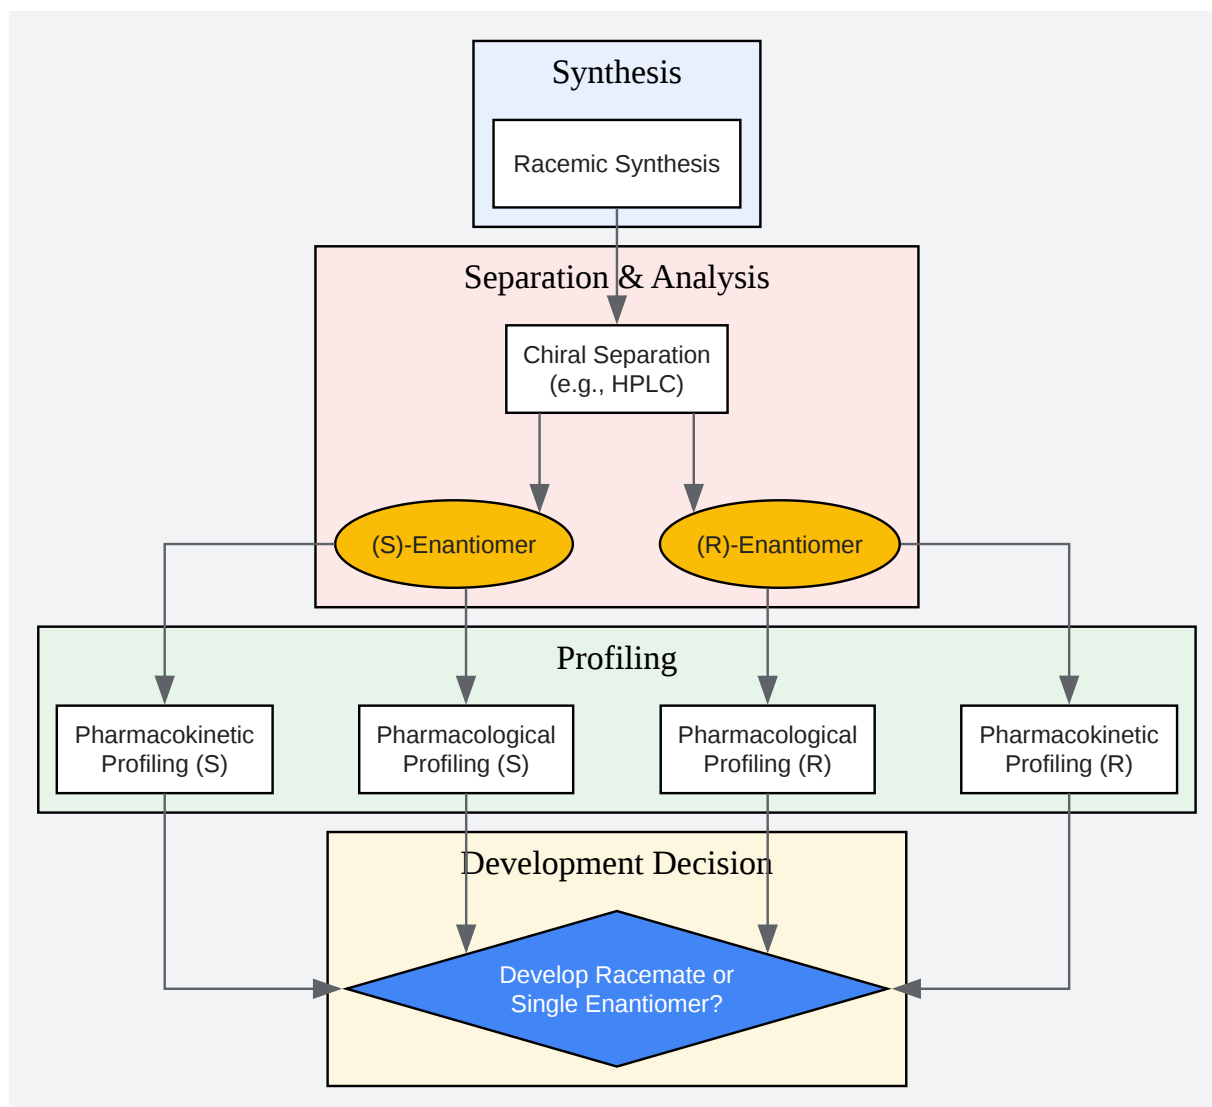 Synthesis
Racemic Synthesis
Separation & Analysis
Chiral Separation
(e.g., HPLC)
(S)-Enantiomer
(R)-Enantiomer
Profiling
Pharmacokinetic
Profiling (S)
Pharmacological
Profiling (S)
Pharmacological
Profiling (R)
Pharmacokinetic
Profiling (R)
Development Decision
Develop Racemate or
Single Enantiomer?